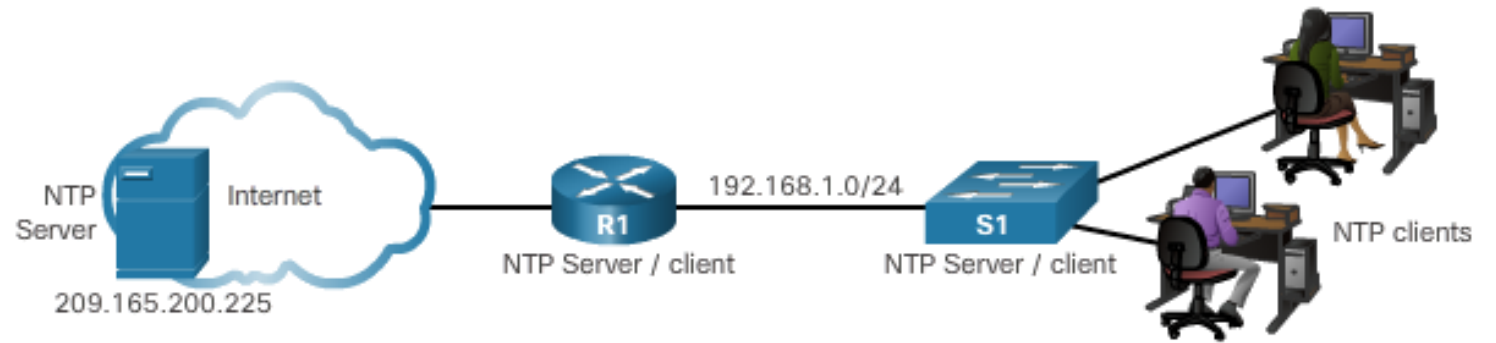 NTP
Server
Internet
209.165.200.225
R1
NTP Server / client
192.168.1.0/24
S1
NTP Server / client
NTP clients